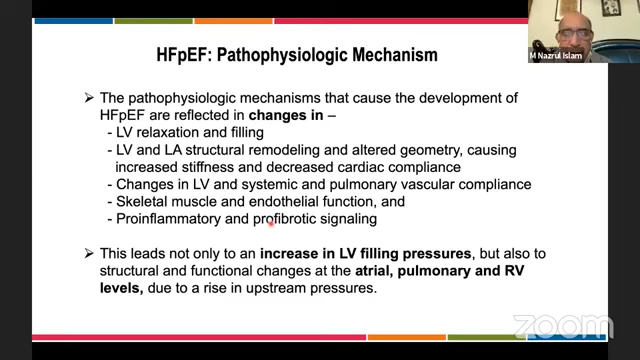 M Nazrul Islam
HFpEF: Pathophysiologic Mechanism
➢ The pathophysiologic mechanisms that cause the development of
HFpEF are reflected in changes in –
- LV relaxation and filling
- LV and LA structural remodeling and altered geometry, causing
increased stiffness and decreased cardiac compliance
- Changes in LV and systemic and pulmonary vascular compliance
- Skeletal muscle and endothelial function, and
- Proinflammatory and profibrotic signaling
➢ This leads not only to an increase in LV filling pressures, but also to
structural and functional changes at the atrial, pulmonary and RV
levels, due to a rise in upstream pressures.
zoom